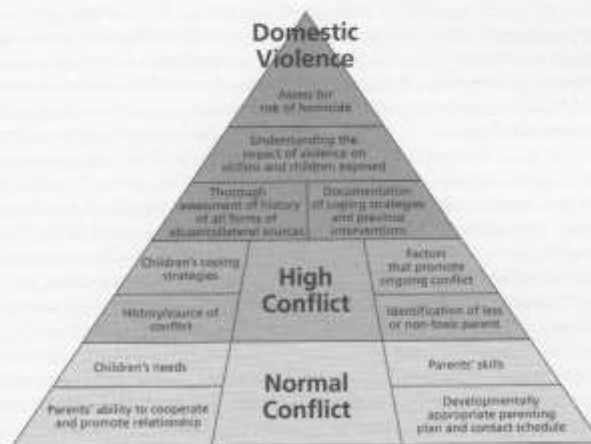 Domestic
Violence
Assess for
risk of homicide
Understanding the
impact of violence on
victims and children exposed
Thorough
assessment of history
of all forms of
abuse/collateral sources
Documentation
of coping strategies
and previous
interventions
Children's coping
strategies
High
Conflict
Factors
that promote
ongoing conflict
History/source of
conflict
Identification of less
or non-toxic parent
Children's needs
Normal
Conflict
Parents' skills
Parents' ability to cooperate
and promote relationship
Developmentally
appropriate parenting
plan and contact schedule